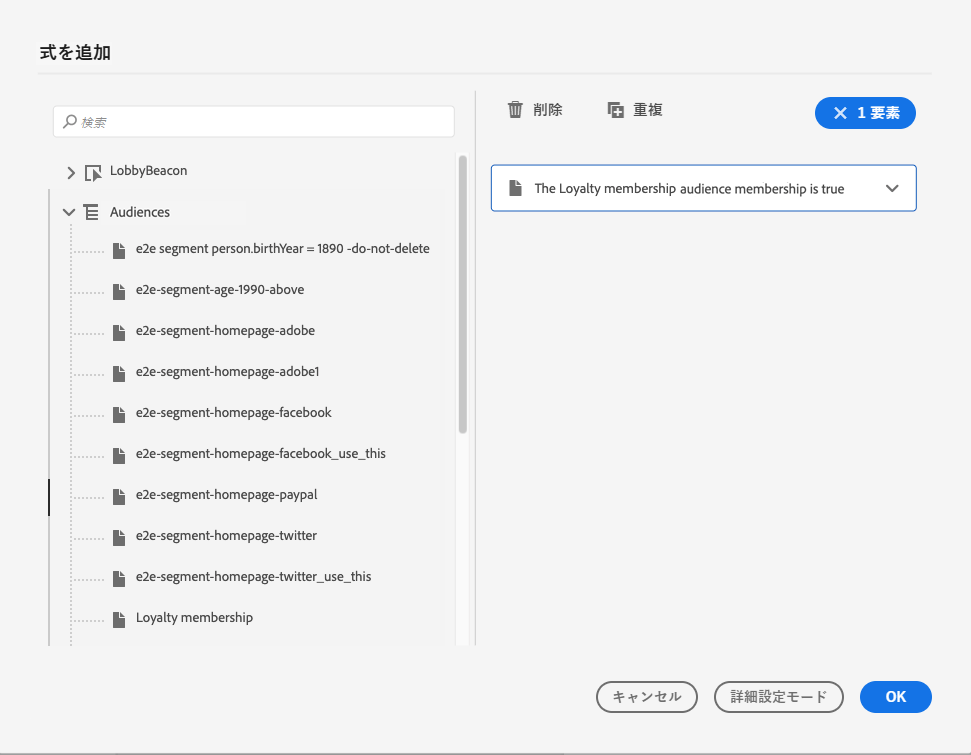 式を追加
検索
LobbyBeacon
Audiences
e2e segment person.birthYear = 1890 -do-not-delete
e2e-segment-age-1990-above
e2e-segment-homepage-adobe
e2e-segment-homepage-adobe1
e2e-segment-homepage-facebook
e2e-segment-homepage-facebook_use_this
e2e-segment-homepage-paypal
e2e-segment-homepage-twitter
e2e-segment-homepage-twitter_use_this
Loyalty membership
削除 重複 1 要素
The Loyalty membership audience membership is true
キャンセル 詳細設定モード OK